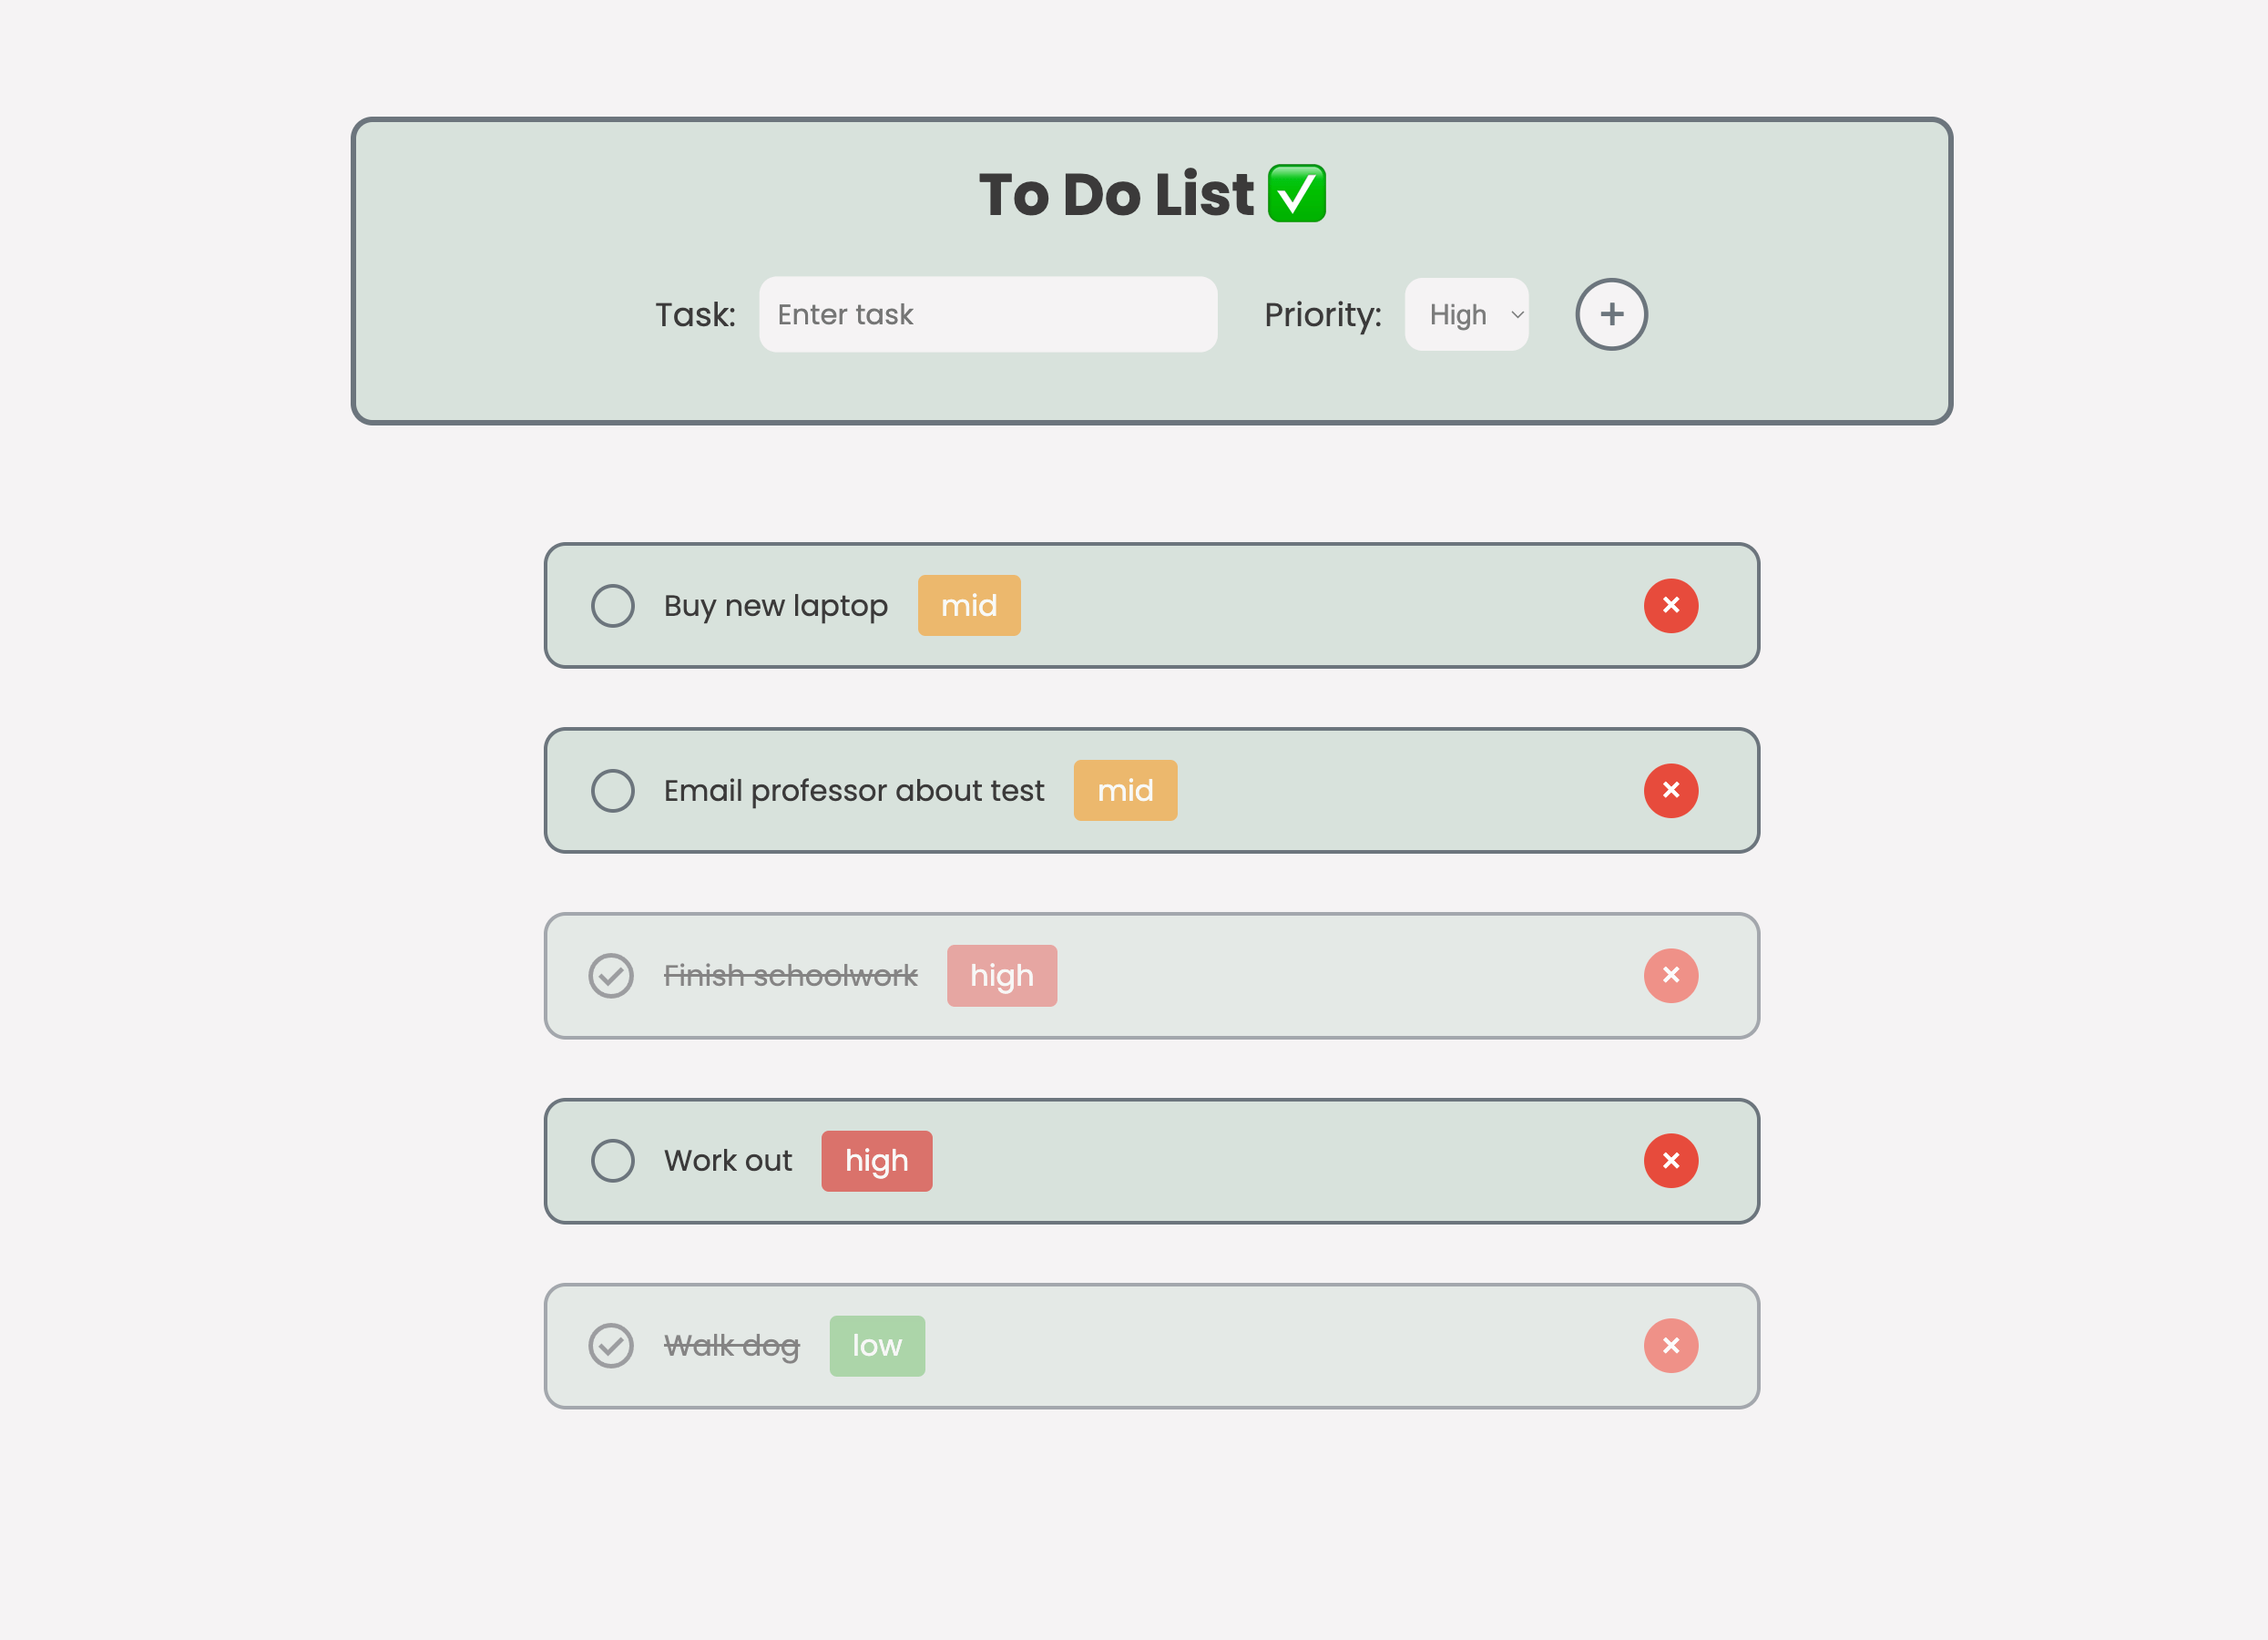 To Do List ✅
Task: Enter task Priority: High +
Buy new laptop mid
Email professor about test mid
Finish schoolwork high
Work out high
Walk dog low